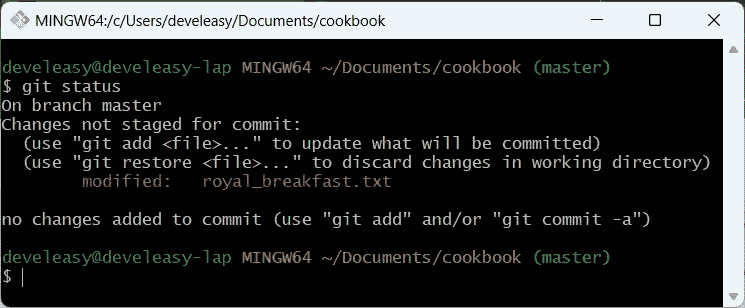 MINGW64:/c/Users/develeasy/Documents/cookbook
develeasy@develeasy-lap MINGW64 ~/Documents/cookbook (master)
$ git status
On branch master
Changes not staged for commit:
  (use "git add <file>..." to update what will be committed)
  (use "git restore <file>..." to discard changes in working directory)
        modified:   royal_breakfast.txt
no changes added to commit (use "git add" and/or "git commit -a")
develeasy@develeasy-lap MINGW64 ~/Documents/cookbook (master)
$